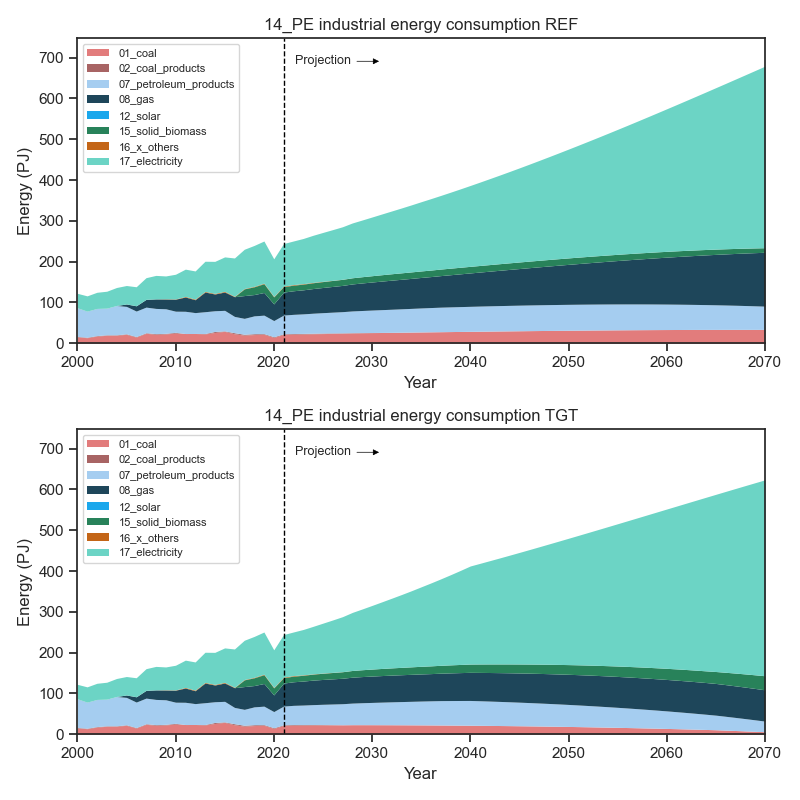 14_PE industrial energy consumption REF
700
600
500
400
300
200
100
0
Energy (PJ)
01_coal
02_coal_products
07_petroleum_products
08_gas
12_solar
15_solid_biomass
16_x_others
17_electricity
Projection
2000 2010 2020 2030 2040 2050 2060 2070
Year
14_PE industrial energy consumption TGT
700
600
500
400
300
200
100
0
Energy (PJ)
01_coal
02_coal_products
07_petroleum_products
08_gas
12_solar
15_solid_biomass
16_x_others
17_electricity
Projection
2000 2010 2020 2030 2040 2050 2060 2070
Year